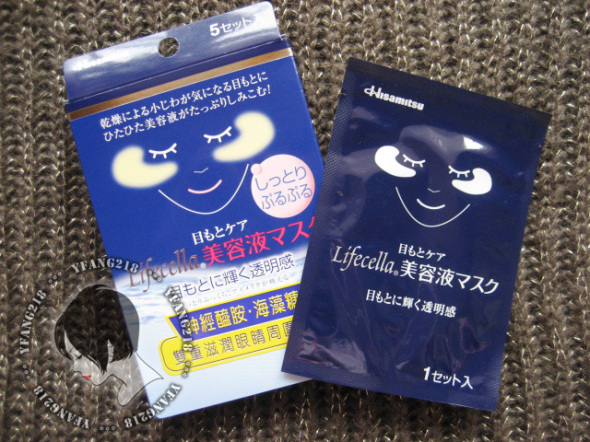 5セット入
乾燥による小じわが気になる目もとに
ひたひた美容液がたっぷりしみこむ!
しっとり
ぷるぷる
目もとケア
Lifecella®美容液マスク
目もとに輝く透明感
神經醯胺・海藻糖
雙重滋潤眼睛周圍
Hisamitsu
目もとケア
Lifecella®美容液マスク
目もとに輝く透明感
1セット入
YFANG218
YFANG218
YFANG218
YFANG218
YFANG218